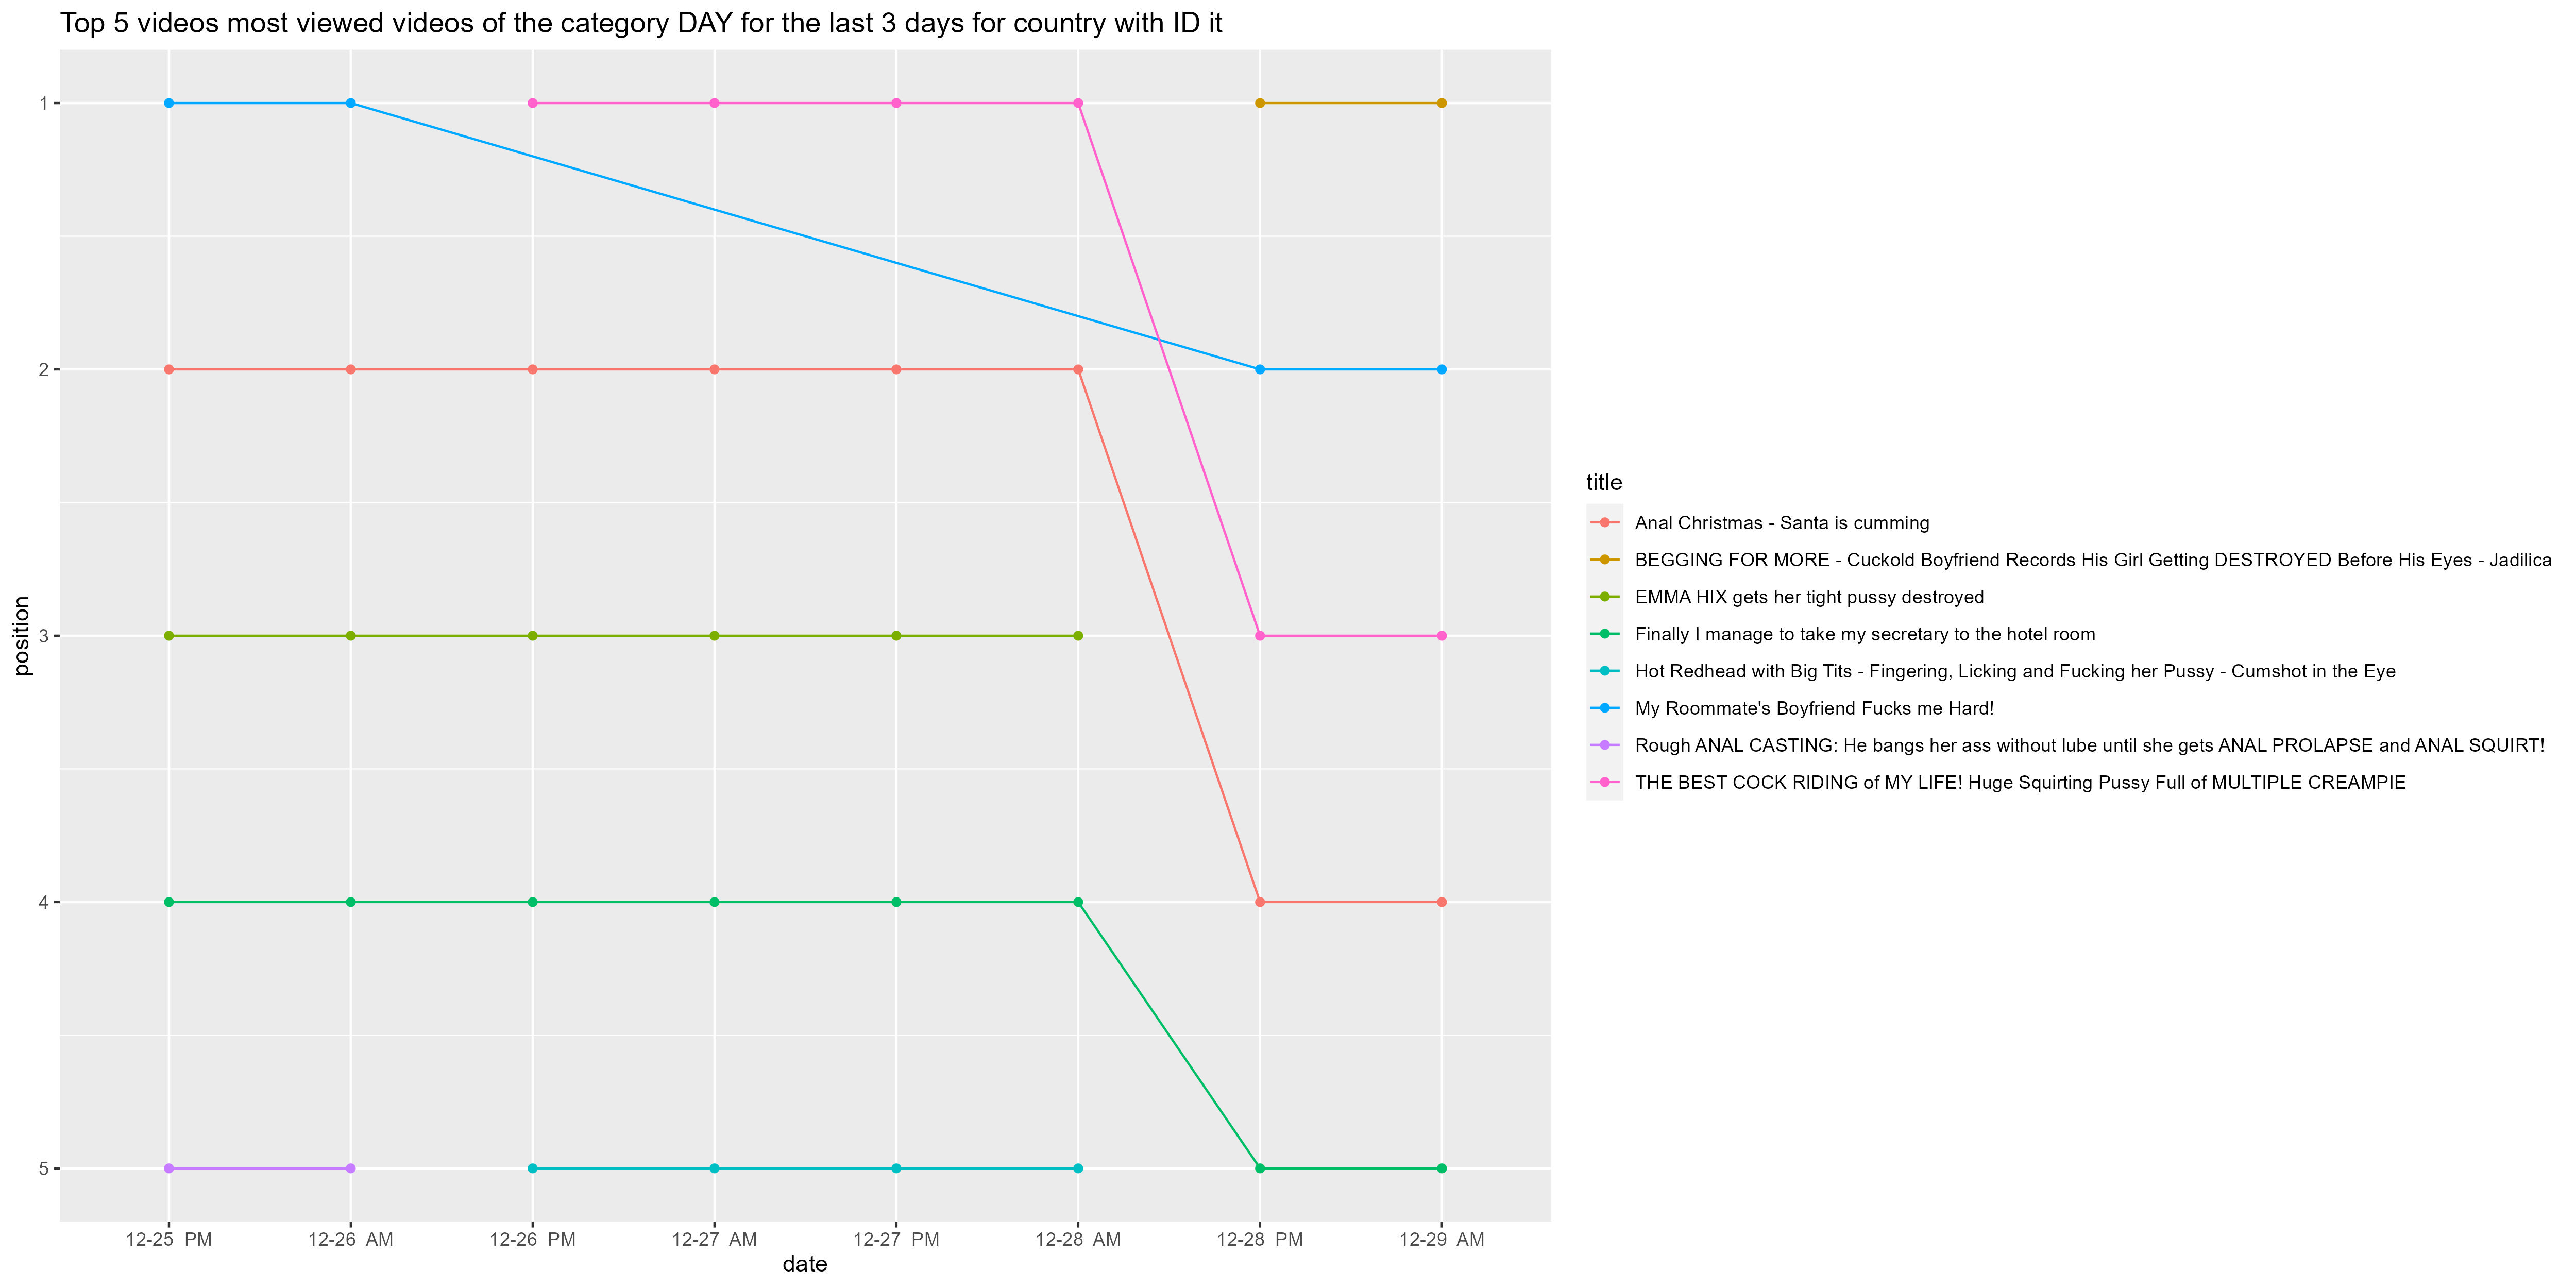 Top 5 videos most viewed videos of the category DAY for the last 3 days for country with ID it
position
1
2
3
4
5
12-25 PM
12-26 AM
12-26 PM
12-27 AM
12-27 PM
12-28 AM
12-28 PM
12-29 AM
date
title
Anal Christmas - Santa is cumming
BEGGING FOR MORE - Cuckold Boyfriend Records His Girl Getting DESTROYED Before His Eyes - Jadilica
EMMA HIX gets her tight pussy destroyed
Finally I manage to take my secretary to the hotel room
Hot Redhead with Big Tits - Fingering, Licking and Fucking her Pussy - Cumshot in the Eye
My Roommate's Boyfriend Fucks me Hard!
Rough ANAL CASTING: He bangs her ass without lube until she gets ANAL PROLAPSE and ANAL SQUIRT!
THE BEST COCK RIDING of MY LIFE! Huge Squirting Pussy Full of MULTIPLE CREAMPIE